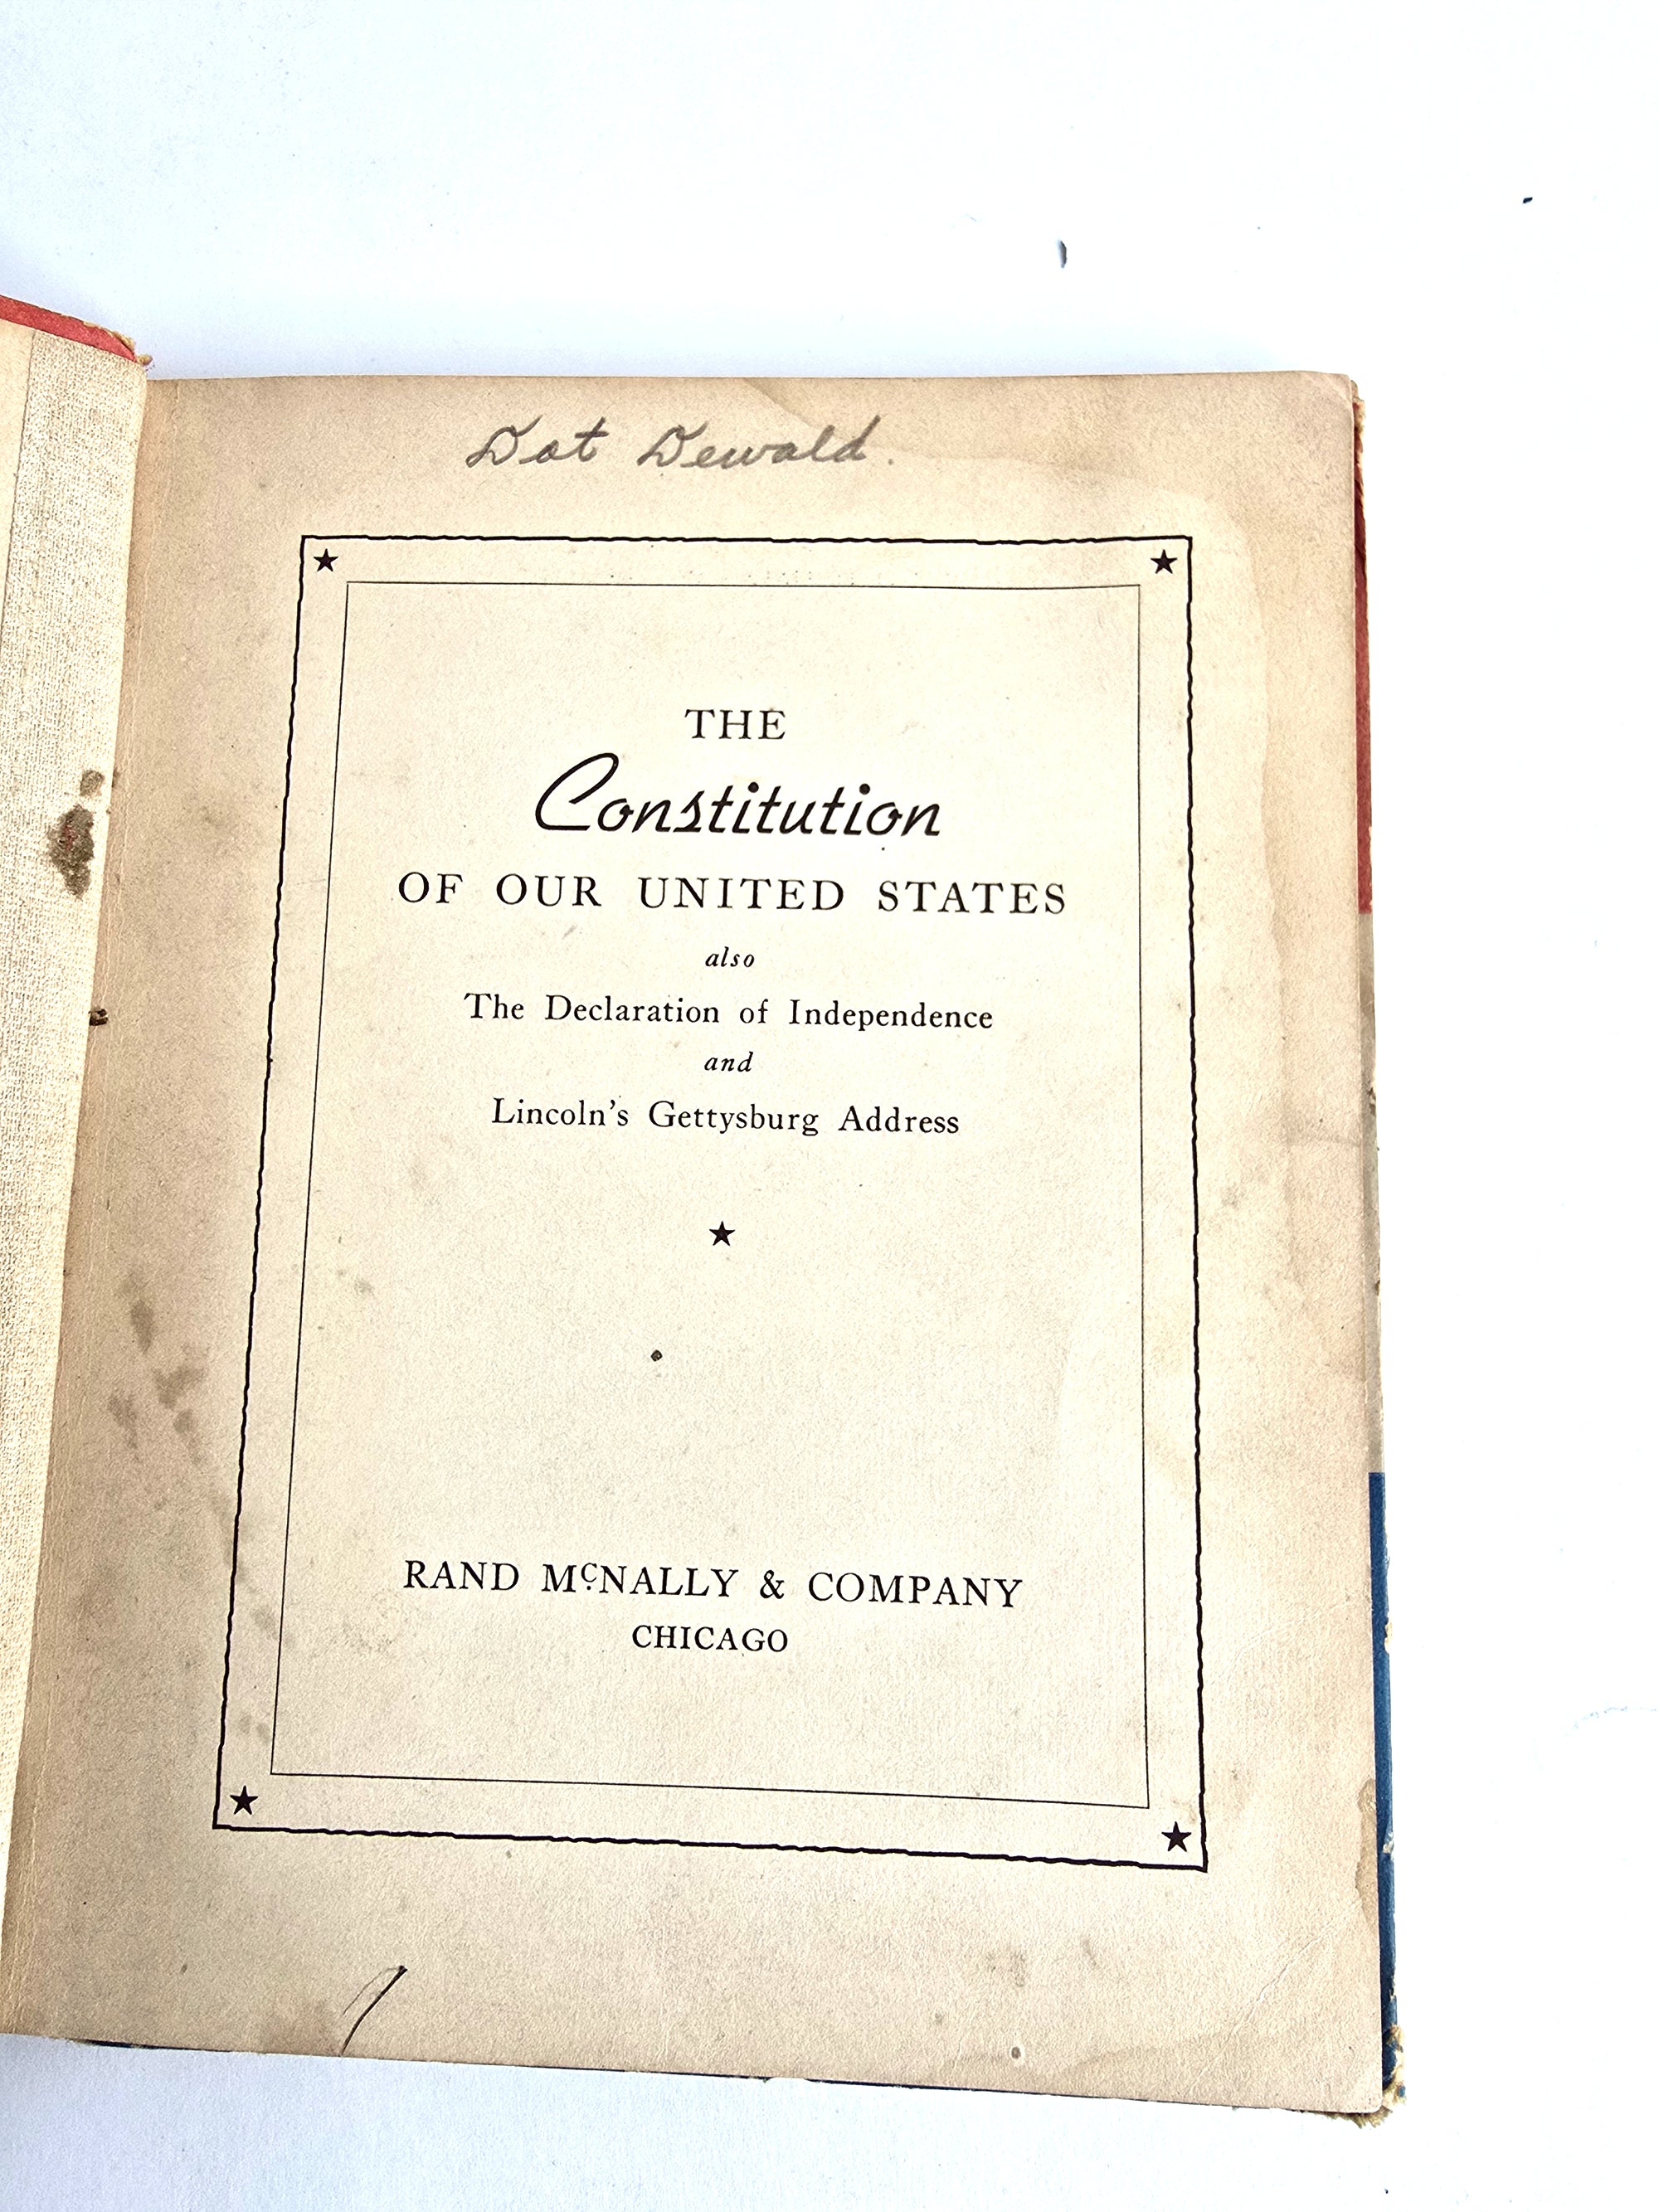 Dot Dewald.
THE
Constitution
OF OUR UNITED STATES
also
The Declaration of Independence
and
Lincoln's Gettysburg Address
RAND McNALLY & COMPANY
CHICAGO